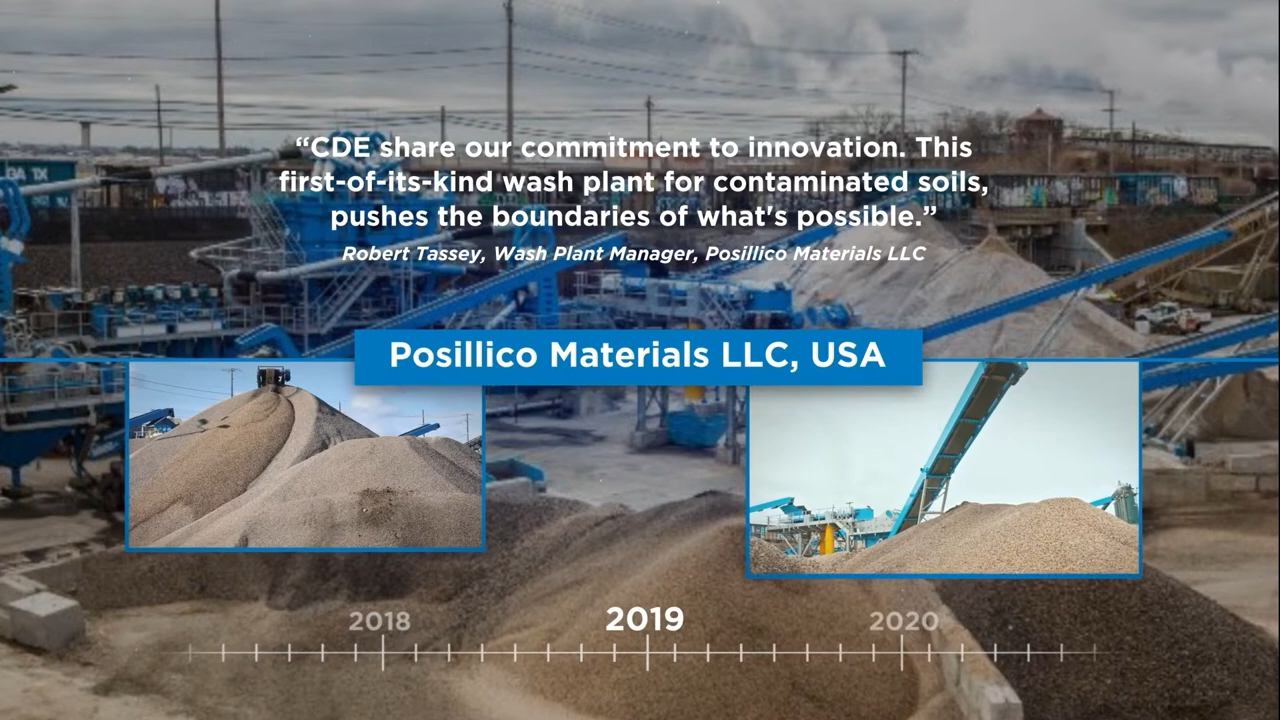 “CDE share our commitment to innovation. This
first-of-its-kind wash plant for contaminated soils,
pushes the boundaries of what's possible.”
Robert Tassey, Wash Plant Manager, Posillico Materials LLC
Posillico Materials LLC, USA
2018
2019
2020